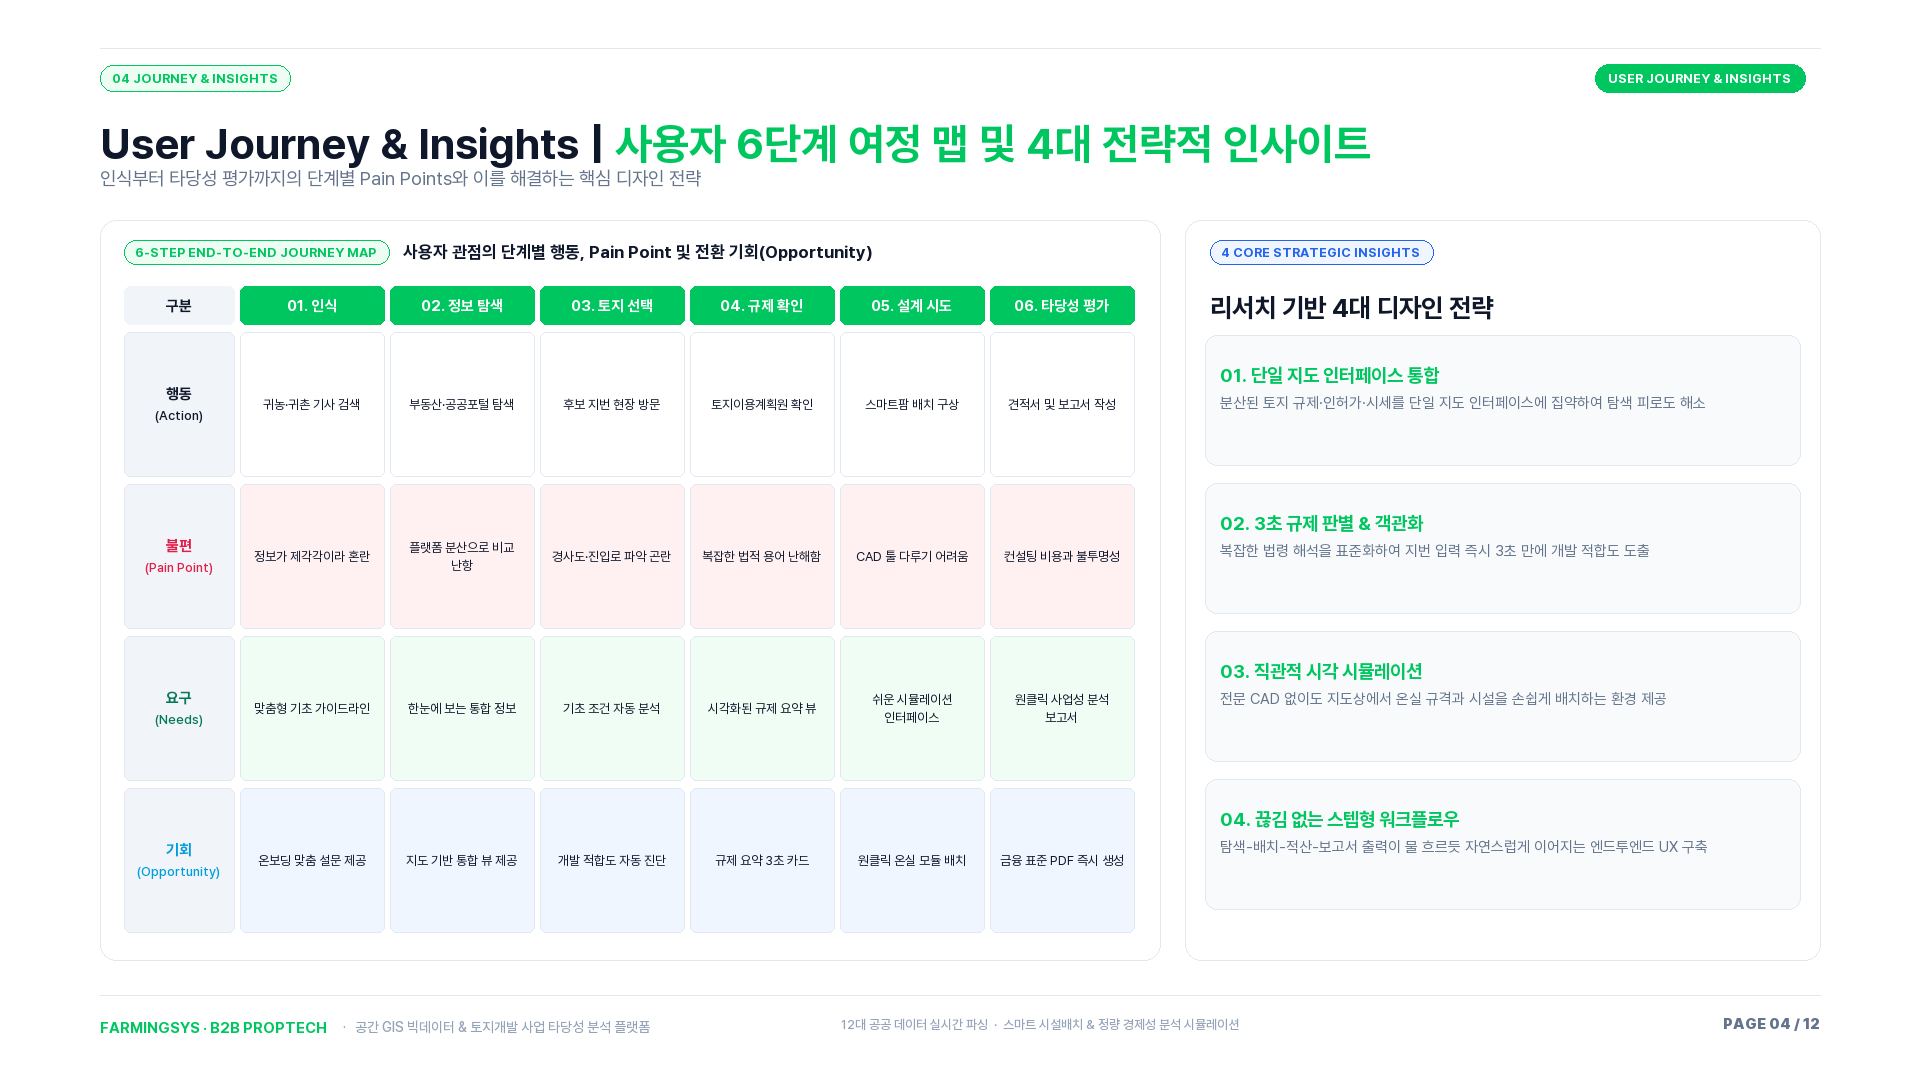 04 JOURNEY & INSIGHTS
USER JOURNEY & INSIGHTS
User Journey & Insights | 사용자 6단계 여정 맵 및 4대 전략적 인사이트
인식부터 타당성 평가까지의 단계별 Pain Points와 이를 해결하는 핵심 디자인 전략
6-STEP END-TO-END JOURNEY MAP
사용자 관점의 단계별 행동, Pain Point 및 전환 기회(Opportunity)
구분
01. 인식
02. 정보 탐색
03. 토지 선택
04. 규제 확인
05. 설계 시도
06. 타당성 평가
행동
(Action)
귀농·귀촌 기사 검색
부동산·공공포털 탐색
후보 지번 현장 방문
토지이용계획원 확인
스마트팜 배치 구상
견적서 및 보고서 작성
불편
(Pain Point)
정보가 제각각이라 혼란
플랫폼 분산으로 비교
난항
경사도·진입로 파악 곤란
복잡한 법적 용어 난해함
CAD 툴 다루기 어려움
컨설팅 비용과 불투명성
요구
(Needs)
맞춤형 기초 가이드라인
한눈에 보는 통합 정보
기초 조건 자동 분석
시각화된 규제 요약 뷰
쉬운 시뮬레이션
인터페이스
원클릭 사업성 분석
보고서
기회
(Opportunity)
온보딩 맞춤 설문 제공
지도 기반 통합 뷰 제공
개발 적합도 자동 진단
규제 요약 3초 카드
원클릭 온실 모듈 배치
금융 표준 PDF 즉시 생성
4 CORE STRATEGIC INSIGHTS
리서치 기반 4대 디자인 전략
01. 단일 지도 인터페이스 통합
분산된 토지 규제·인허가·시세를 단일 지도 인터페이스에 집약하여 탐색 피로도 해소
02. 3초 규제 판별 & 객관화
복잡한 법령 해석을 표준화하여 지번 입력 즉시 3초 만에 개발 적합도 도출
03. 직관적 시각 시뮬레이션
전문 CAD 없이도 지도상에서 온실 규격과 시설을 손쉽게 배치하는 환경 제공
04. 끊김 없는 스텝형 워크플로우
탐색-배치-적산-보고서 출력이 물 흐르듯 자연스럽게 이어지는 엔드투엔드 UX 구축
FARMINGSYS · B2B PROPTECH · 공간 GIS 빅데이터 & 토지개발 사업 타당성 분석 플랫폼
12대 공공 데이터 실시간 파싱 · 스마트 시설배치 & 정량 경제성 분석 시뮬레이션
PAGE 04 / 12